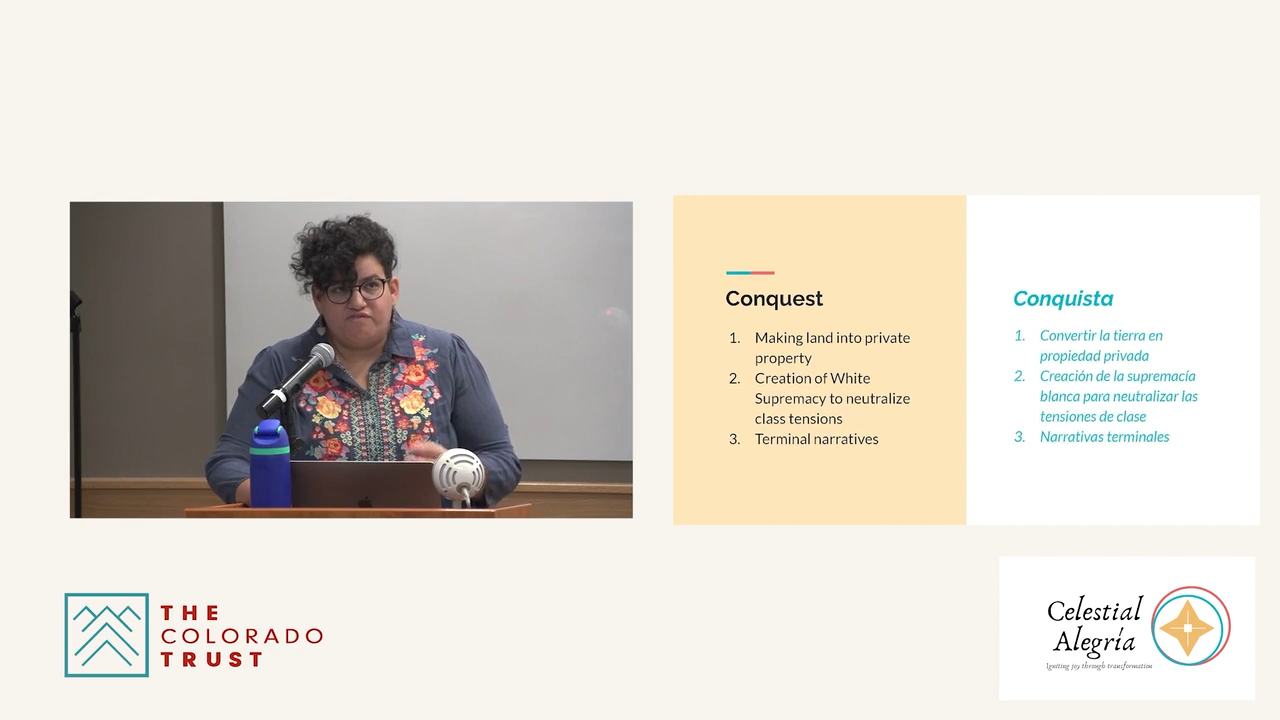 Conquest
1. Making land into private
property
2. Creation of White
Supremacy to neutralize
class tensions
3. Terminal narratives
Conquista
1. Convertir la tierra en
propiedad privada
2. Creación de la supremacía
blanca para neutralizar las
tensiones de clase
3. Narrativas terminales
THE
COLORADO
TRUST
Celestial
Alegría
Igniting joy through transformation